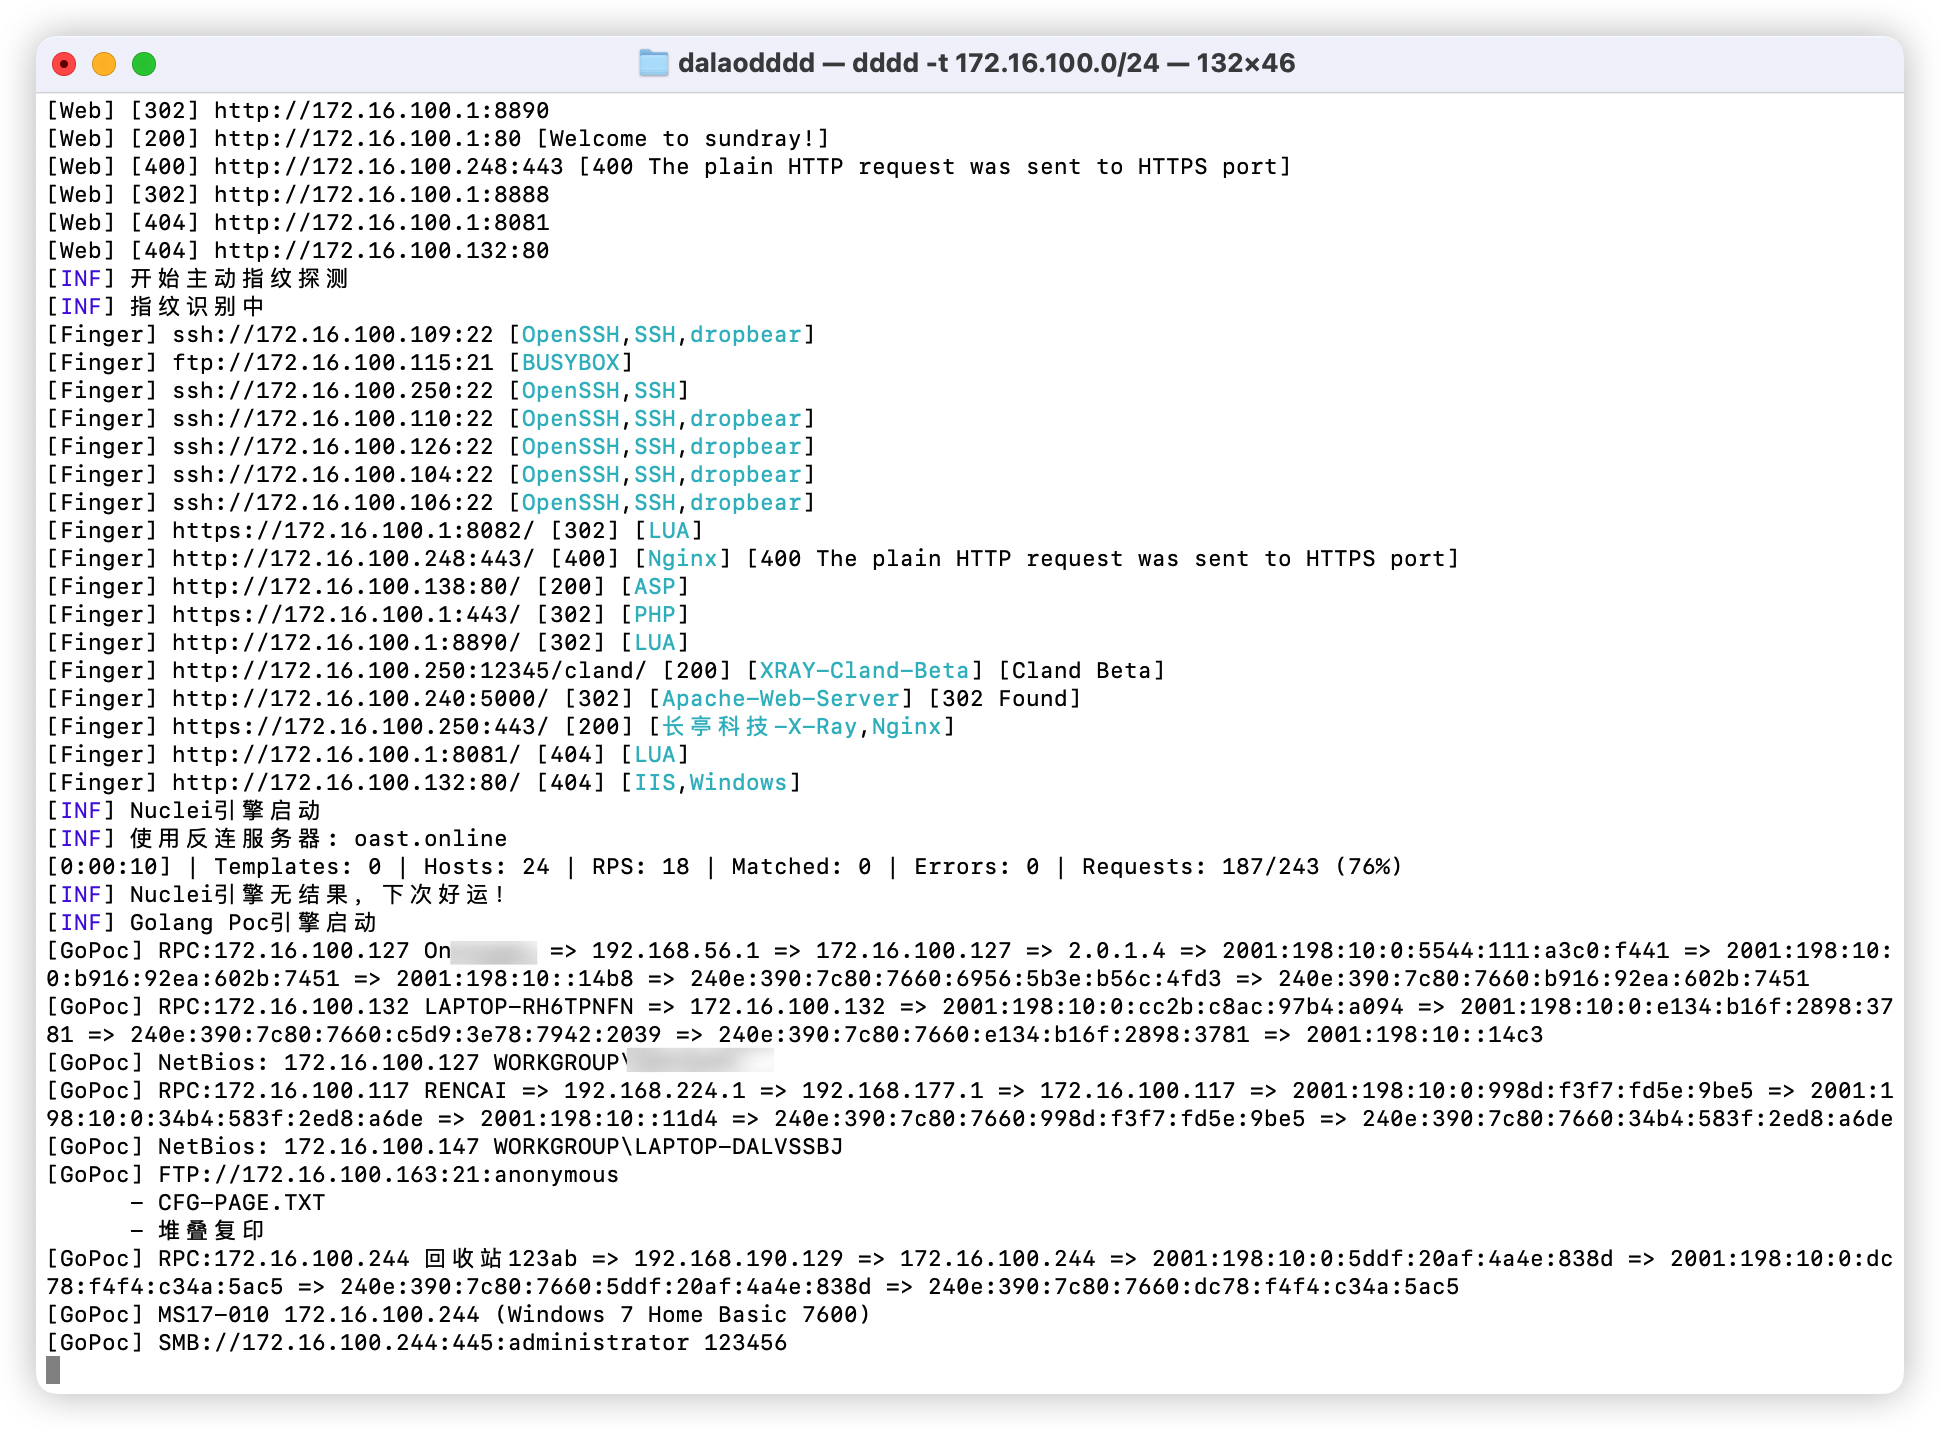 dalaodddd — dddd -t 172.16.100.0/24 — 132×46
[Web] [302] http://172.16.100.1:8890
[Web] [200] http://172.16.100.1:80 [Welcome to sundray!]
[Web] [400] http://172.16.100.248:443 [400 The plain HTTP request was sent to HTTPS port]
[Web] [302] http://172.16.100.1:8888
[Web] [404] http://172.16.100.1:8081
[Web] [404] http://172.16.100.132:80
[INF] 开始主动指纹探测
[INF] 指纹识别中
[Finger] ssh://172.16.100.109:22 [OpenSSH,SSH,dropbear]
[Finger] ftp://172.16.100.115:21 [BUSYBOX]
[Finger] ssh://172.16.100.250:22 [OpenSSH,SSH]
[Finger] ssh://172.16.100.110:22 [OpenSSH,SSH,dropbear]
[Finger] ssh://172.16.100.126:22 [OpenSSH,SSH,dropbear]
[Finger] ssh://172.16.100.104:22 [OpenSSH,SSH,dropbear]
[Finger] ssh://172.16.100.106:22 [OpenSSH,SSH,dropbear]
[Finger] https://172.16.100.1:8082/ [302] [LUA]
[Finger] http://172.16.100.248:443/ [400] [Nginx] [400 The plain HTTP request was sent to HTTPS port]
[Finger] http://172.16.100.138:80/ [200] [ASP]
[Finger] https://172.16.100.1:443/ [302] [PHP]
[Finger] http://172.16.100.1:8890/ [302] [LUA]
[Finger] http://172.16.100.250:12345/cland/ [200] [XRAY-Cland-Beta] [Cland Beta]
[Finger] http://172.16.100.240:5000/ [302] [Apache-Web-Server] [302 Found]
[Finger] https://172.16.100.250:443/ [200] [长亭科技-X-Ray,Nginx]
[Finger] http://172.16.100.1:8081/ [404] [LUA]
[Finger] http://172.16.100.132:80/ [404] [IIS,Windows]
[INF] Nuclei引擎启动
[INF] 使用反连服务器: oast.online
[0:00:10] | Templates: 0 | Hosts: 24 | RPS: 18 | Matched: 0 | Errors: 0 | Requests: 187/243 (76%)
[INF] Nuclei引擎无结果, 下次好运!
[INF] Golang Poc引擎启动
[GoPoc] RPC:172.16.100.127 On => 192.168.56.1 => 172.16.100.127 => 2.0.1.4 => 2001:198:10:0:5544:111:a3c0:f441 => 2001:198:10:
0:b916:92ea:602b:7451 => 2001:198:10::14b8 => 240e:390:7c80:7660:6956:5b3e:b56c:4fd3 => 240e:390:7c80:7660:b916:92ea:602b:7451
[GoPoc] RPC:172.16.100.132 LAPTOP-RH6TPNFN => 172.16.100.132 => 2001:198:10:0:cc2b:c8ac:97b4:a094 => 2001:198:10:0:e134:b16f:2898:37
81 => 240e:390:7c80:7660:c5d9:3e78:7942:2039 => 240e:390:7c80:7660:e134:b16f:2898:3781 => 2001:198:10::14c3
[GoPoc] NetBios: 172.16.100.127 WORKGROUP\
[GoPoc] RPC:172.16.100.117 RENCAI => 192.168.224.1 => 192.168.177.1 => 172.16.100.117 => 2001:198:10:0:998d:f3f7:fd5e:9be5 => 2001:1
98:10:0:34b4:583f:2ed8:a6de => 2001:198:10::11d4 => 240e:390:7c80:7660:998d:f3f7:fd5e:9be5 => 240e:390:7c80:7660:34b4:583f:2ed8:a6de
[GoPoc] NetBios: 172.16.100.147 WORKGROUP\LAPTOP-DALVSSBJ
[GoPoc] FTP://172.16.100.163:21:anonymous
- CFG-PAGE.TXT
- 堆叠复印
[GoPoc] RPC:172.16.100.244 回收站123ab => 192.168.190.129 => 172.16.100.244 => 2001:198:10:0:5ddf:20af:4a4e:838d => 2001:198:10:0:dc
78:f4f4:c34a:5ac5 => 240e:390:7c80:7660:5ddf:20af:4a4e:838d => 240e:390:7c80:7660:dc78:f4f4:c34a:5ac5
[GoPoc] MS17-010 172.16.100.244 (Windows 7 Home Basic 7600)
[GoPoc] SMB://172.16.100.244:445:administrator 123456